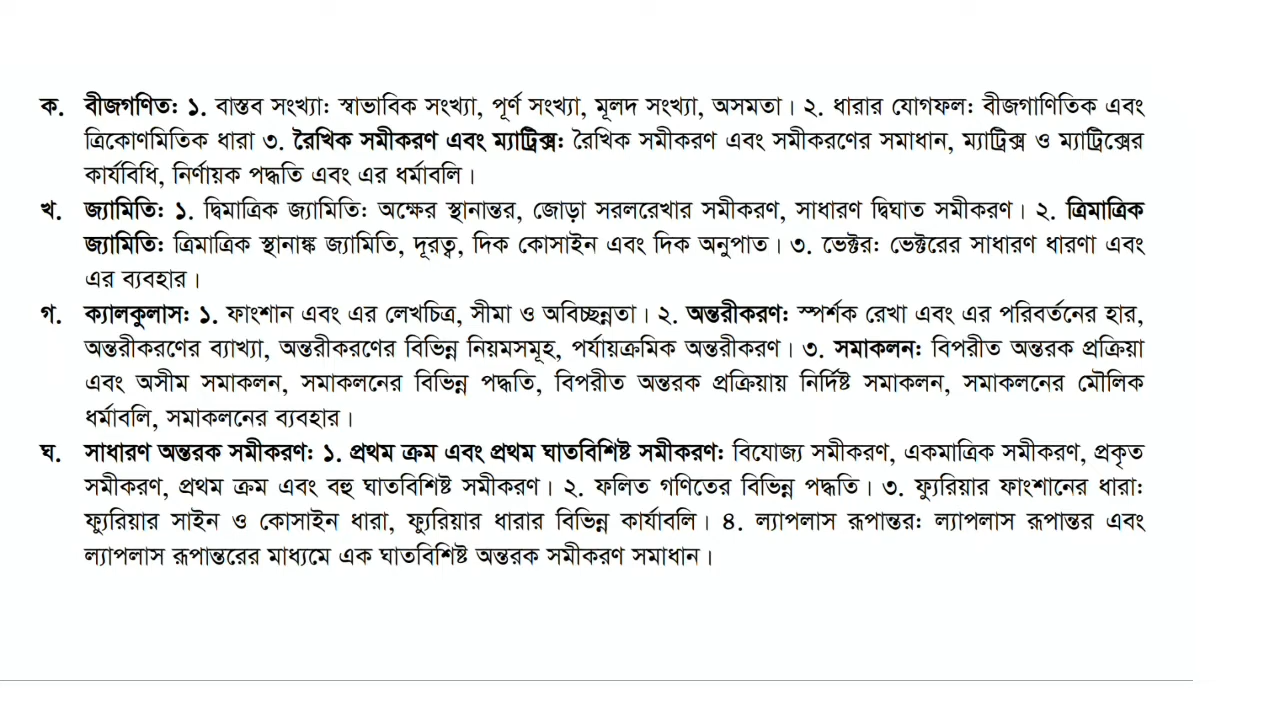 ক. বীজগণিত: ১. বাস্তব সংখ্যা: স্বাভাবিক সংখ্যা, পূর্ণ সংখ্যা, মূলদ সংখ্যা, অসমতা। ২. ধারার যোগফল: বীজগাণিতিক এবং
ত্রিকোণমিতিক ধারা ৩. রৈখিক সমীকরণ এবং ম্যাট্রিক্স: রৈখিক সমীকরণ এবং সমীকরণের সমাধান, ম্যাট্রিক্স ও ম্যাট্রিক্সের
কার্যবিধি, নির্ণায়ক পদ্ধতি এবং এর ধর্মাবলি।
খ. জ্যামিতি: ১. দ্বিমাত্রিক জ্যামিতি: অক্ষের স্থানান্তর, জোড়া সরলরেখার সমীকরণ, সাধারণ দ্বিঘাত সমীকরণ। ২. ত্রিমাত্রিক
জ্যামিতি: ত্রিমাত্রিক স্থানাঙ্ক জ্যামিতি, দূরত্ব, দিক কোসাইন এবং দিক অনুপাত। ৩. ভেক্টর: ভেক্টরের সাধারণ ধারণা এবং
এর ব্যবহার।
গ. ক্যালকুলাস: ১. ফাংশান এবং এর লেখচিত্র, সীমা ও অবিচ্ছন্নতা। ২. অন্তরীকরণ: স্পর্শক রেখা এবং এর পরিবর্তনের হার,
অন্তরীকরণের ব্যাখ্যা, অন্তরীকরণের বিভিন্ন নিয়মসমূহ, পর্যায়ক্রমিক অন্তরীকরণ। ৩. সমাকলন: বিপরীত অন্তরক প্রক্রিয়া
এবং অসীম সমাকলন, সমাকলনের বিভিন্ন পদ্ধতি, বিপরীত অন্তরক প্রক্রিয়ায় নির্দিষ্ট সমাকলন, সমাকলনের মৌলিক
ধর্মাবলি, সমাকলনের ব্যবহার।
ঘ. সাধারণ অন্তরক সমীকরণ: ১. প্রথম ক্রম এবং প্রথম ঘাতবিশিষ্ট সমীকরণ: বিযোজ্য সমীকরণ, একমাত্রিক সমীকরণ, প্রকৃত
সমীকরণ, প্রথম ক্রম এবং বহু ঘাতবিশিষ্ট সমীকরণ। ২. ফলিত গণিতের বিভিন্ন পদ্ধতি। ৩. ফ্যুরিয়ার ফাংশানের ধারা:
ফ্যুরিয়ার সাইন ও কোসাইন ধারা, ফ্যুরিয়ার ধারার বিভিন্ন কার্যাবলি। ৪. ল্যাপলাস রূপান্তর: ল্যাপলাস রূপান্তর এবং
ল্যাপলাস রূপান্তরের মাধ্যমে এক ঘাতবিশিষ্ট অন্তরক সমীকরণ সমাধান।